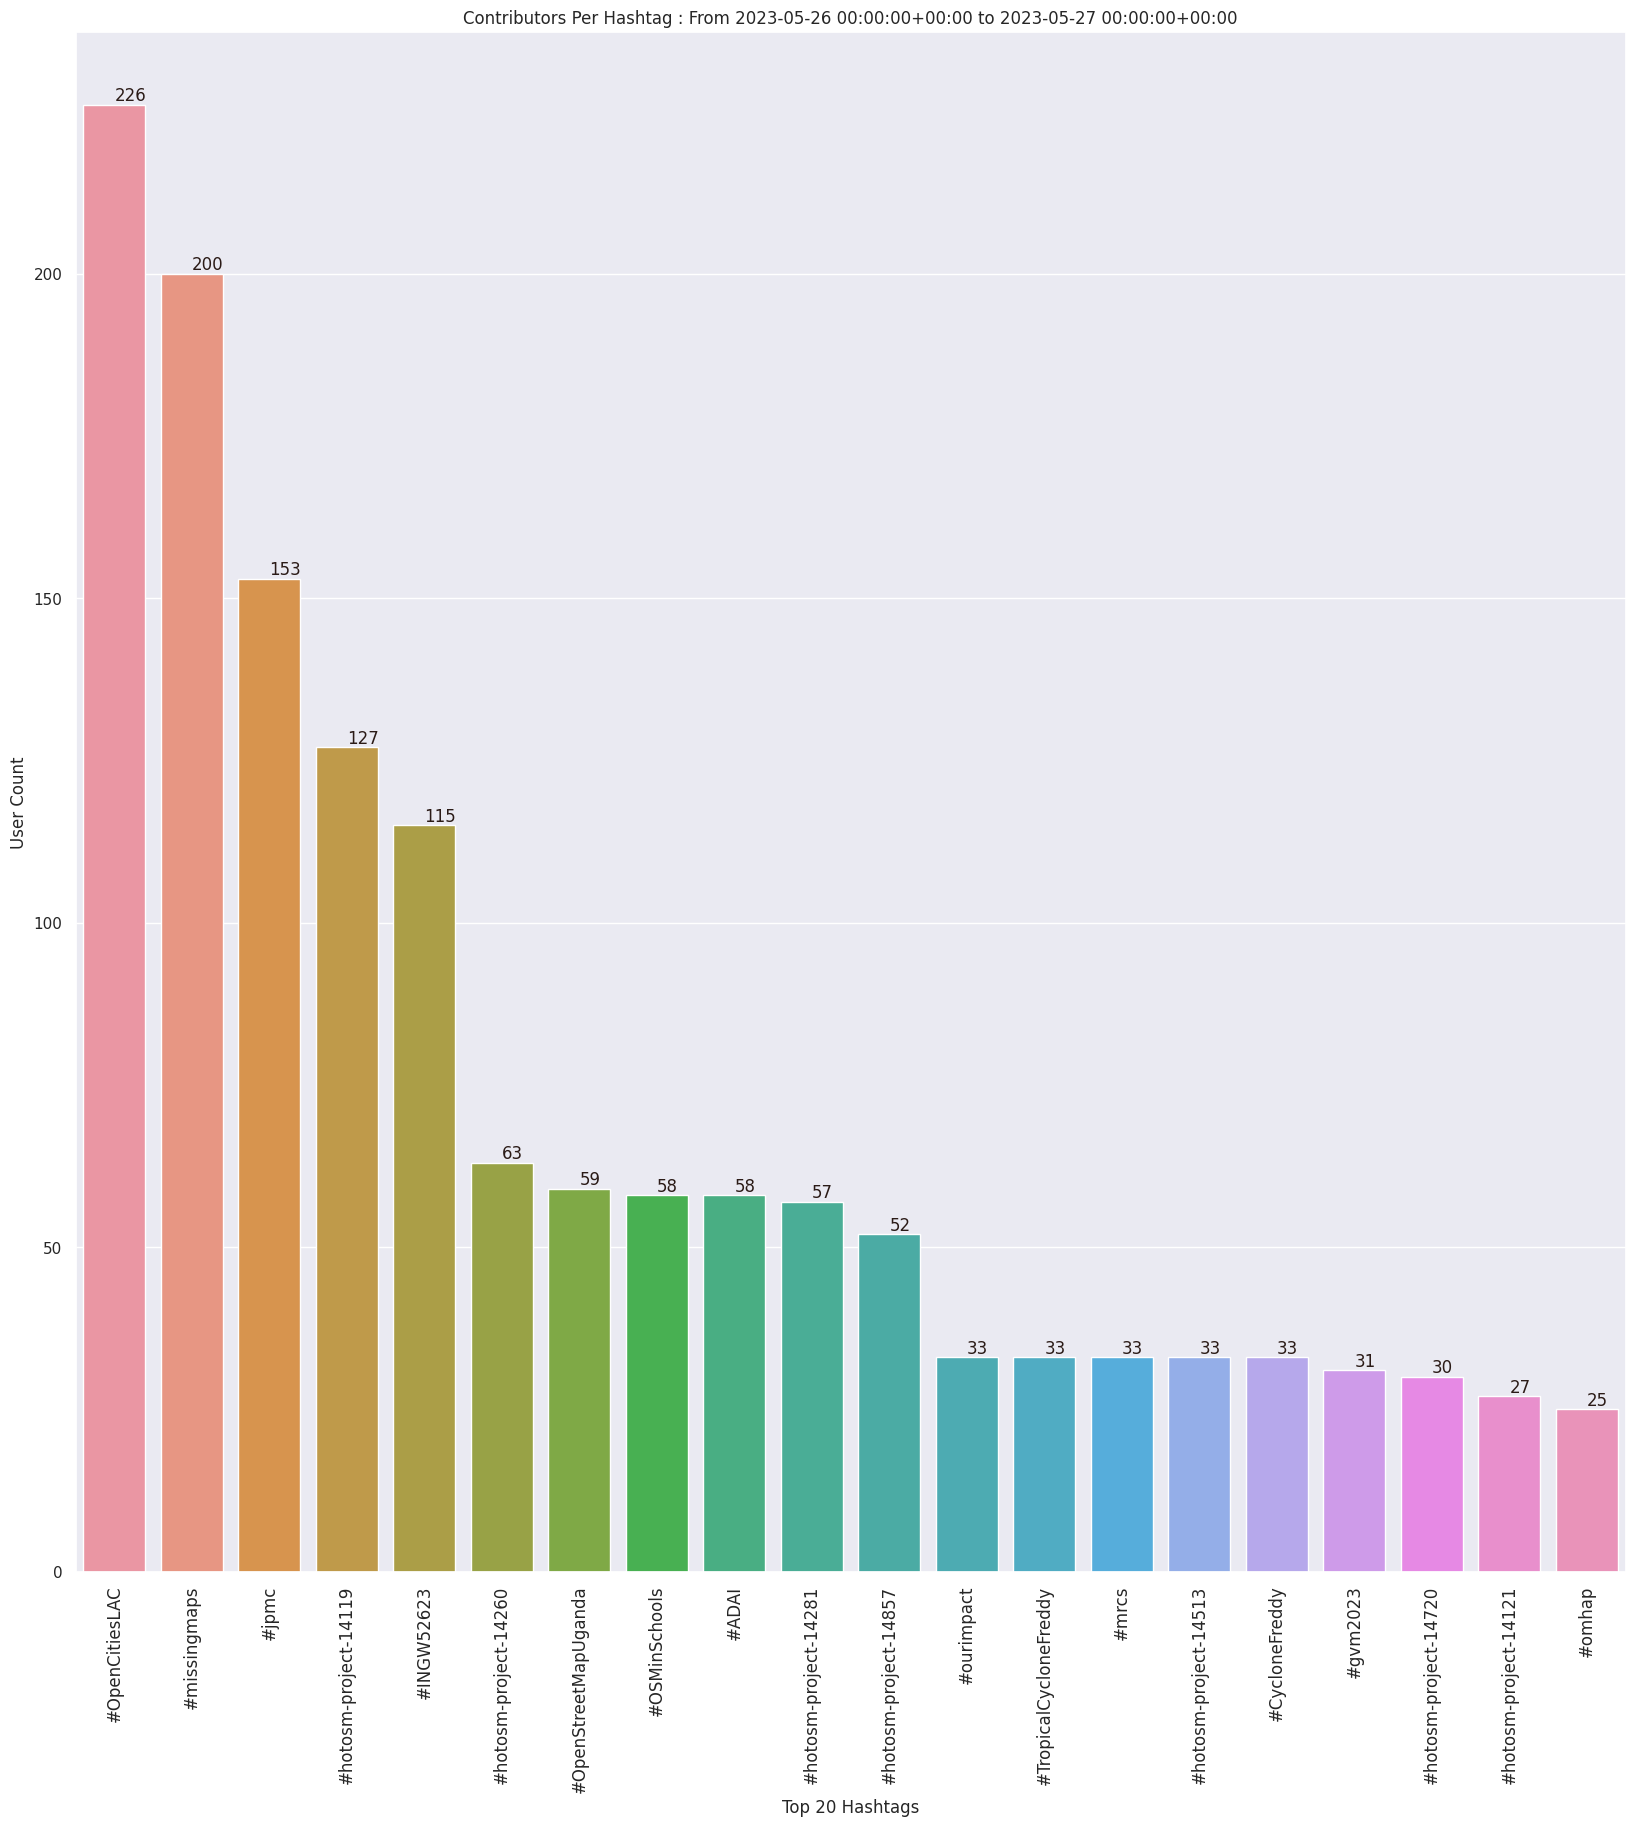 Contributors Per Hashtag : From 2023-05-26 00:00:00+00:00 to 2023-05-27 00:00:00+00:00
User Count
200
150
100
50
0
226
200
153
127
115
63
59
58
58
57
52
33
33
33
33
33
31
30
27
25
#OpenCitiesLAC
#missingmaps
#jpmc
#hotosm-project-14119
#INGW52623
#hotosm-project-14260
#OpenStreetMapUganda
#OSMinSchools
#ADAI
#hotosm-project-14281
#hotosm-project-14857
#ourimpact
#TropicalCycloneFreddy
#mrcs
#hotosm-project-14513
#CycloneFreddy
#gvm2023
#hotosm-project-14720
#hotosm-project-14121
#omhap
Top 20 Hashtags